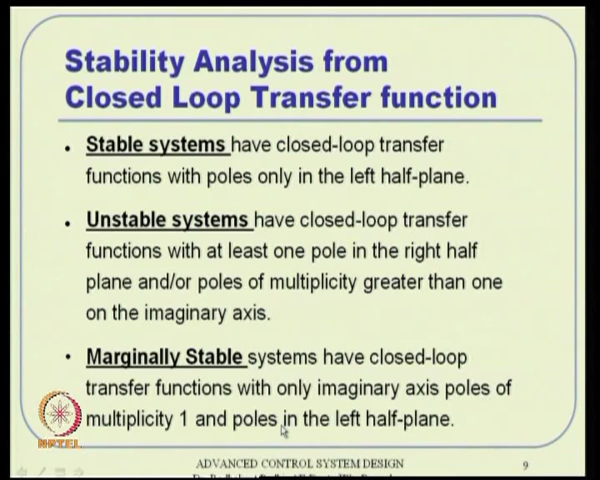 Stability Analysis from
Closed Loop Transfer function
• Stable systems have closed-loop transfer
functions with poles only in the left half-plane.
• Unstable systems have closed-loop transfer
functions with at least one pole in the right half
plane and/or poles of multiplicity greater than one
on the imaginary axis.
• Marginally Stable systems have closed-loop
transfer functions with only imaginary axis poles of
multiplicity 1 and poles in the left half-plane.
NPTEL
ADVANCED CONTROL SYSTEM DESIGN
9